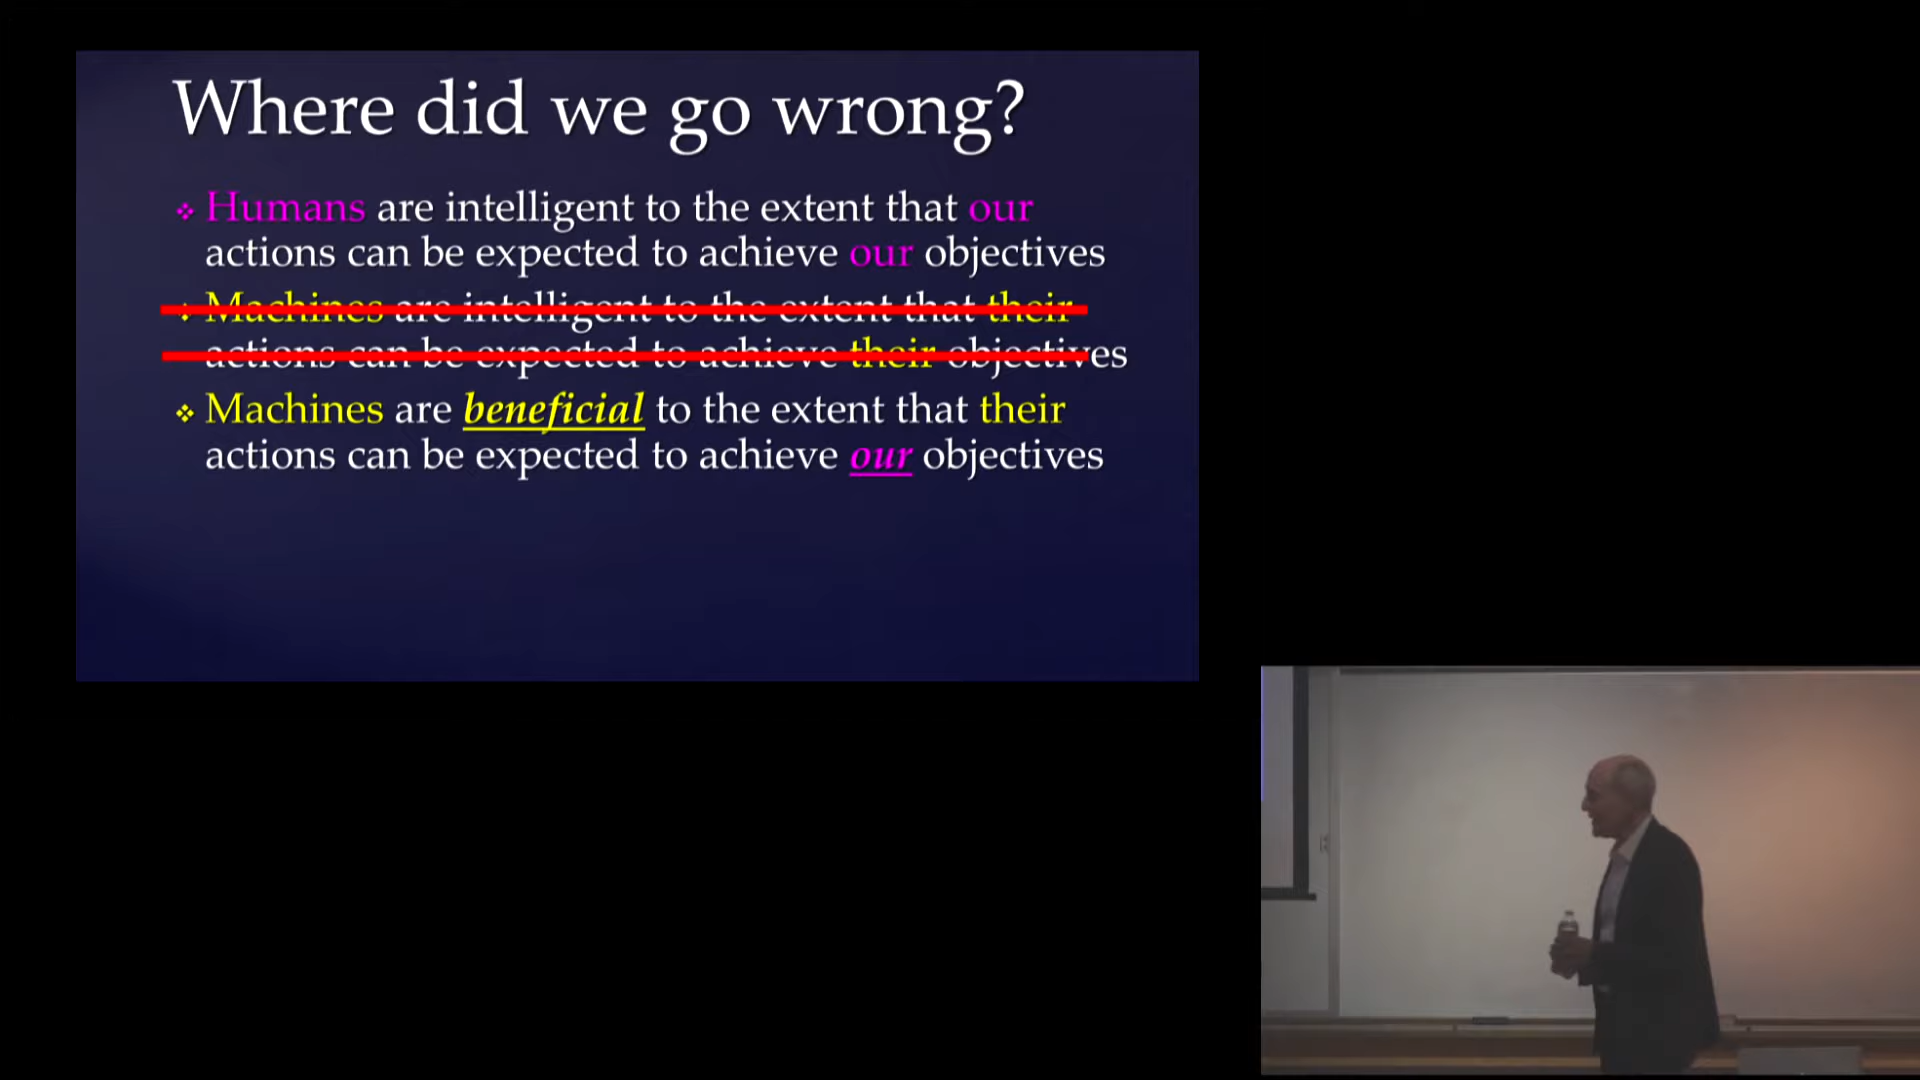 Where did we go wrong?
❖ Humans are intelligent to the extent that our
actions can be expected to achieve our objectives
❖ Machines are intelligent to the extent that their
actions can be expected to achieve their objectives
❖ Machines are beneficial to the extent that their
actions can be expected to achieve our objectives